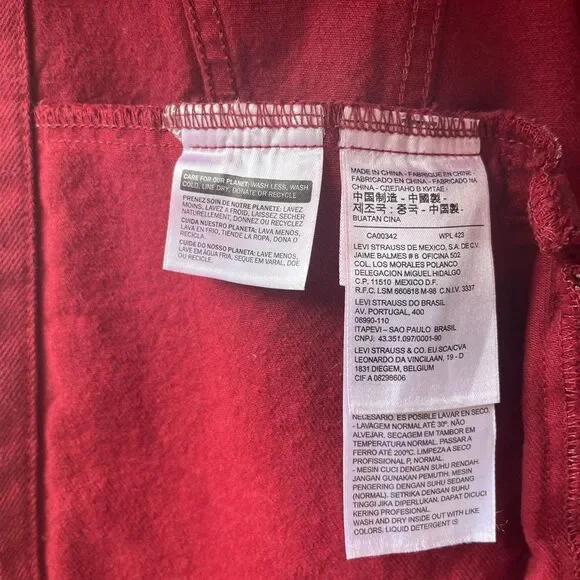 CARE FOR OUR PLANET: WASH LESS, WASH
COLD, LINE DRY, DONATE OR RECYCLE
PRENEZ SOIN DE NOTRE PLANETE: LAVEZ
MOINS, LAVEZ A FROID, LAISSEZ SECHER
NATURELLEMENT, DONNEZ OU RECYCLEZ
CUIDA NUESTRO PLANETA: LAVA MENOS,
LAVA EN FRIO, TIENDE LA ROPA, DONA O
RECICLA.
CUIDE DO NOSSO PLANETA: LAVE MENOS,
LAVE EM ÁGUA FRIA, SEQUE EM VARAL, DOE
OU RECICLE.
MADE IN CHINA - FABRIQUE EN CHINE -
FABRICADO EN CHINA - FABRICADO NA
CHINA - СДЕЛАНО В КИТАЕ -
中国制造 - 中國製 -
제조국 : 중국 - 中国製 -
BUATAN CINA
CA00342 WPL 423
LEVI STRAUSS DE MEXICO, S.A. DE C.V.
JAIME BALMES # 8 OFICINA 502
COL. LOS MORALES POLANCO
DELEGACION MIGUEL HIDALGO
C.P. 11510 MEXICO D.F.
R.F.C. LSM 660818 M-98 C.N.I.V. 3337
LEVI STRAUSS DO BRASIL
AV. PORTUGAL, 400
08990-110
ITAPEVI – SAO PAULO BRASIL
CNPJ: 43.351.097/0001-90
LEVI STRAUSS & CO. EU SCA/CVA
LEONARDO DA VINCILAAN, 19 - D
1831 DIEGEM, BELGIUM
CIF A 08298606
NECESARIO. ES POSIBLE LAVAR EN SECO.
- LAVAGEM NORMAL ATÉ 30º. NÃO
ALVEJAR. SECAGEM EM TAMBOR EM
TEMPERATURA NORMAL. PASSAR A
FERRO ATÉ 200ºC. LIMPEZA A SECO
PROFISSIONAL P, NORMAL.
- MESIN CUCI DENGAN SUHU RENDAH.
JANGAN GUNAKAN PEMUTIH. MESIN
PENGERING DENGAN SUHU SEDANG
(NORMAL). SETRIKA DENGAN SUHU
TINGGI JIKA DIPERLUKAN. DAPAT DICUCI
KERING PROFESIONAL.
WASH AND DRY INSIDE OUT WITH LIKE
COLORS. LIQUID DETERGENT IS